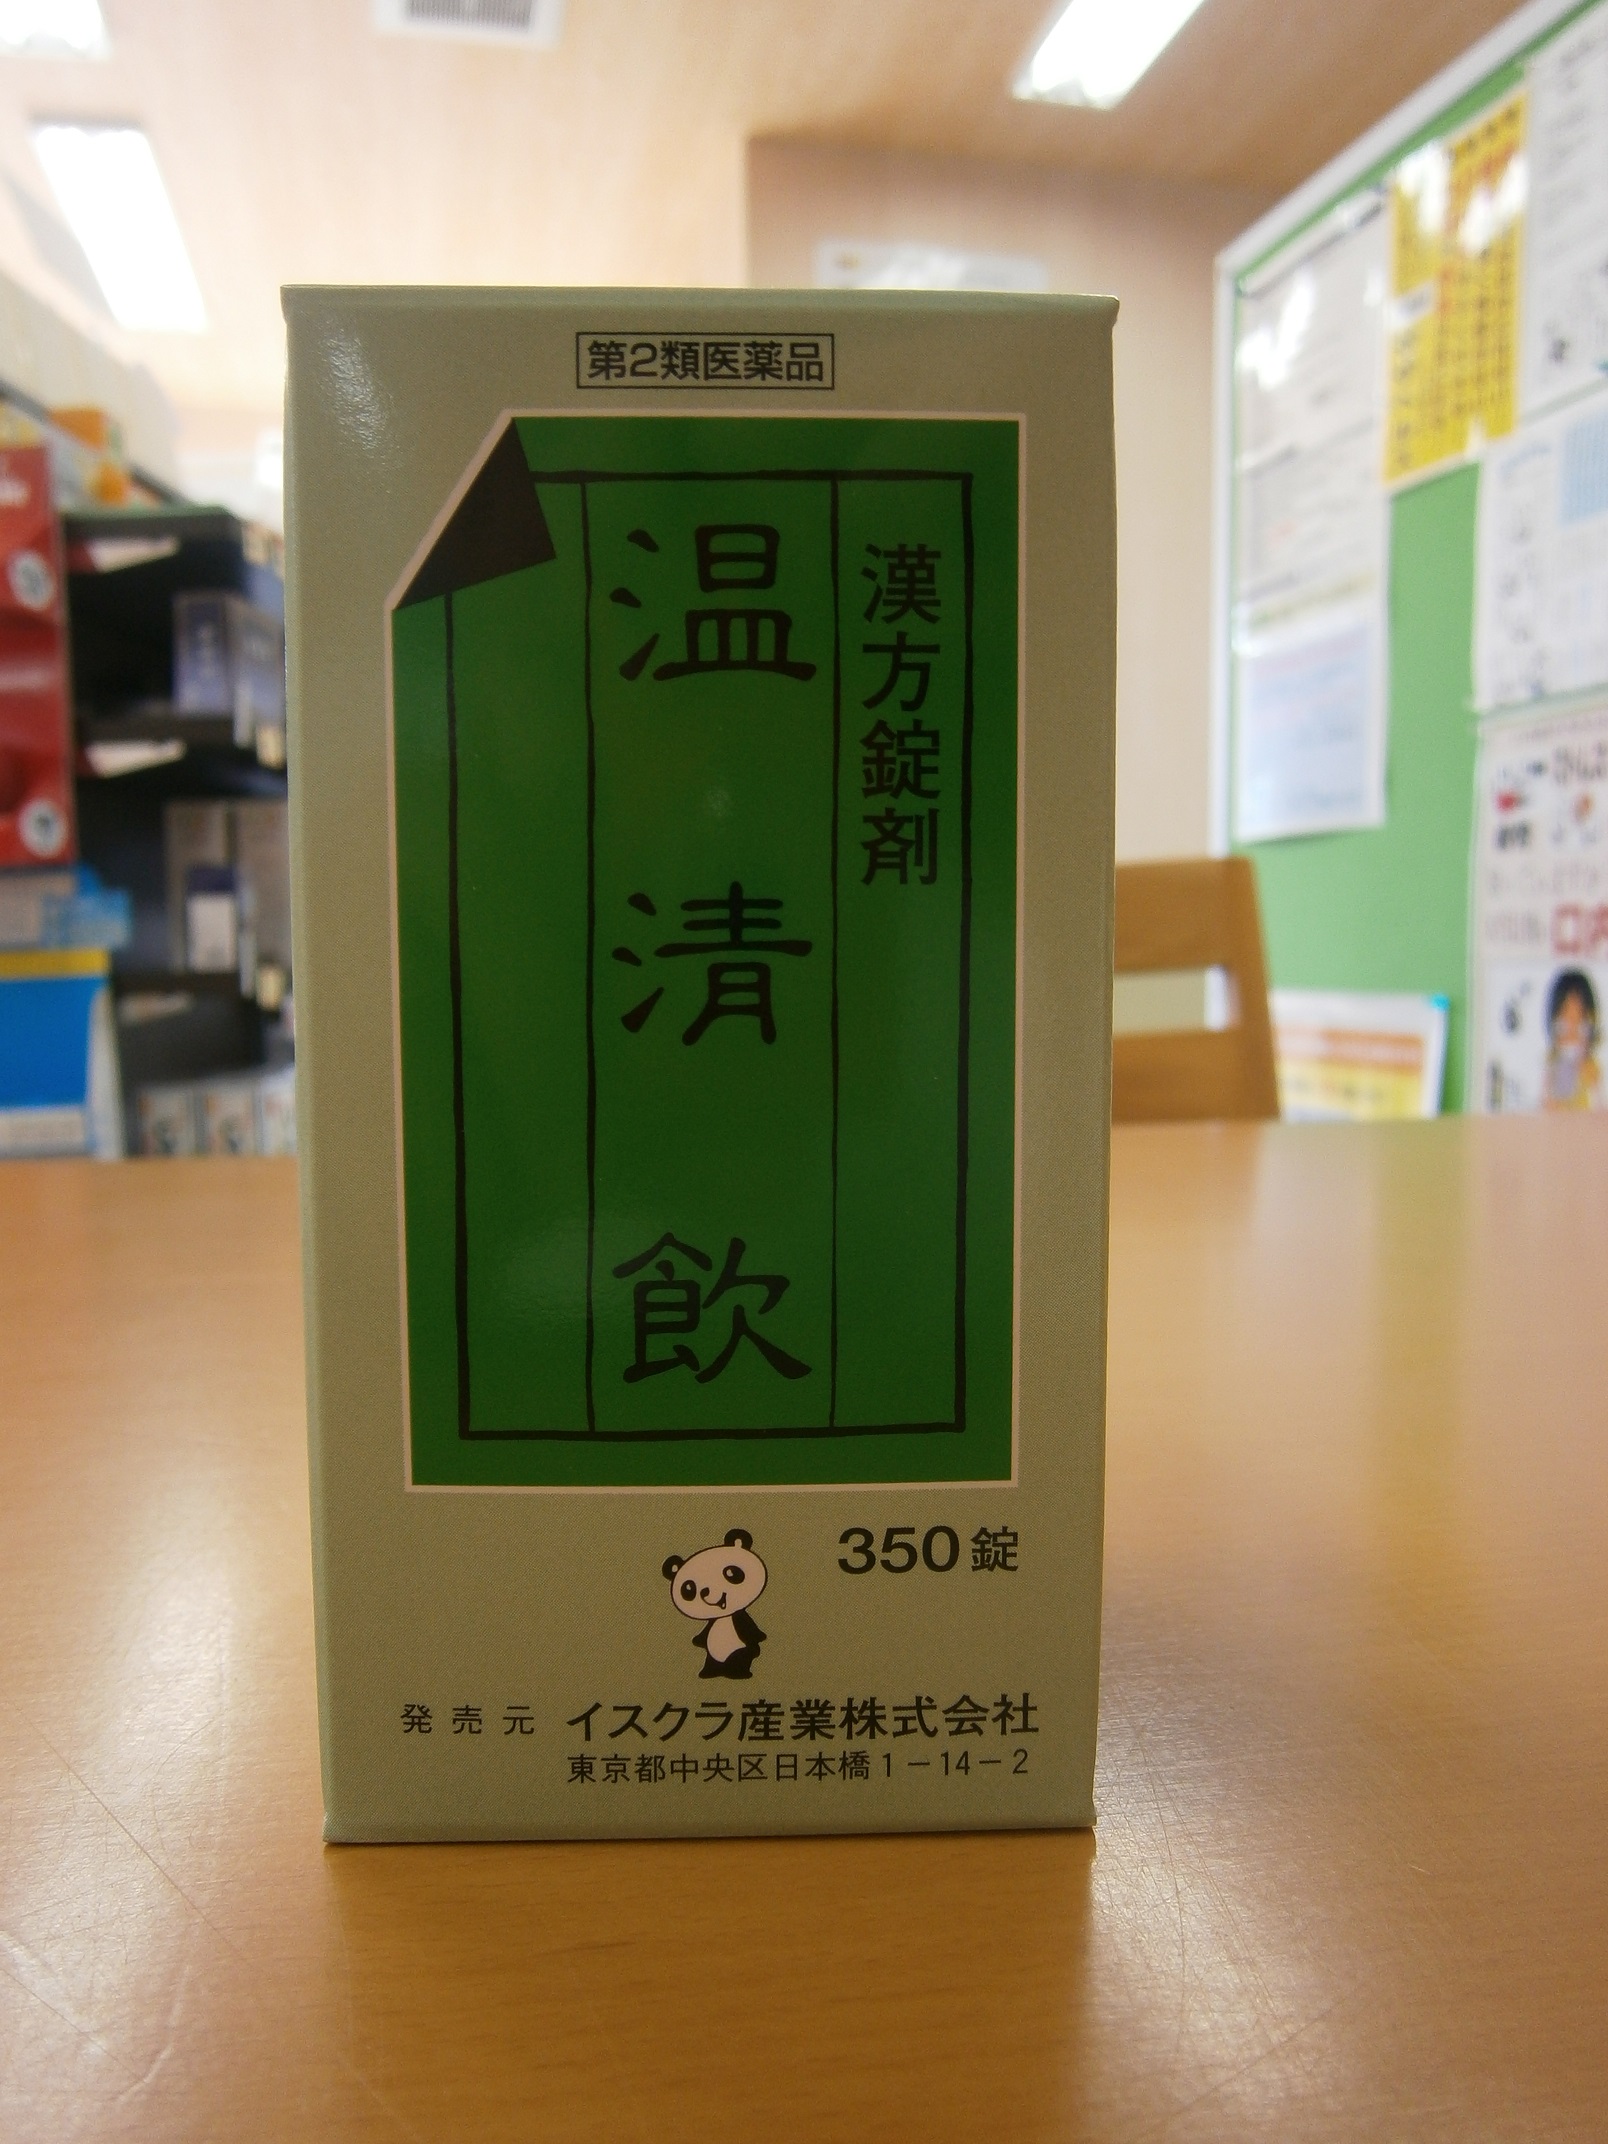 第2類医薬品
漢方錠剤
温清飲
350錠
発売元 イスクラ産業株式会社
東京都中央区日本橋1-14-2